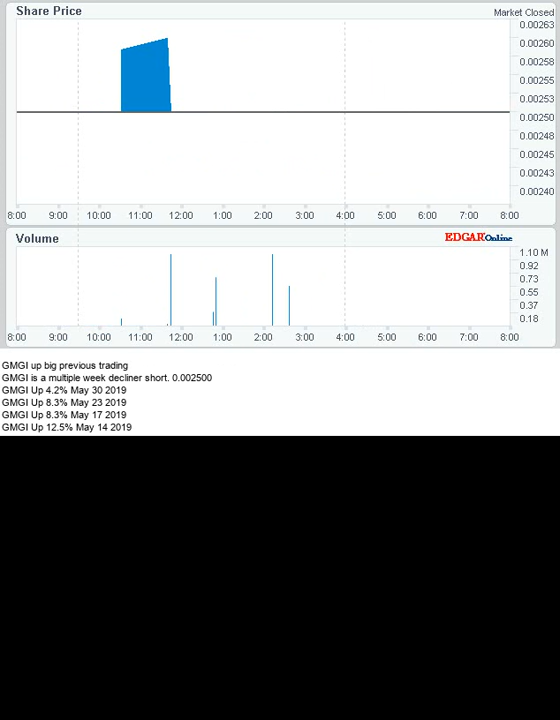 Share Price
Market Closed
0.00263
0.00260
0.00258
0.00255
0.00253
0.00250
0.00248
0.00245
0.00243
0.00240
8:00 9:00 10:00 11:00 12:00 1:00 2:00 3:00 4:00 5:00 6:00 7:00 8:00
Volume
EDGAR Online
1.10 M
0.92
0.73
0.55
0.37
0.18
8:00 9:00 10:00 11:00 12:00 1:00 2:00 3:00 4:00 5:00 6:00 7:00 8:00
GMGI up big previous trading
GMGI is a multiple week decliner short. 0.002500
GMGI Up 4.2% May 30 2019
GMGI Up 8.3% May 23 2019
GMGI Up 8.3% May 17 2019
GMGI Up 12.5% May 14 2019